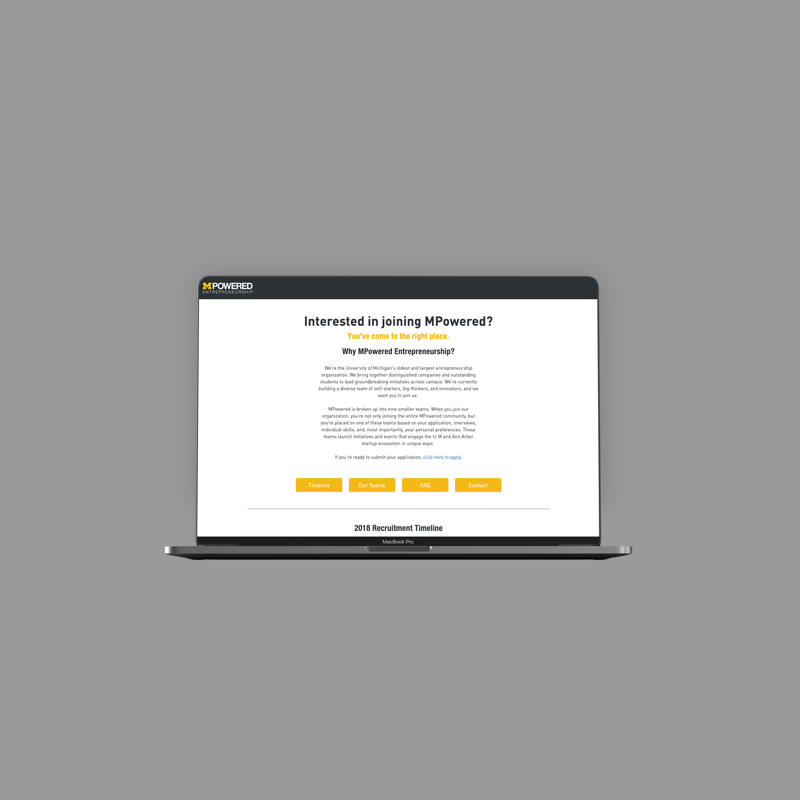 MPOWERED
ENTREPRENEURSHIP
Interested in joining MPowered?
You've come to the right place.
Why MPowered Entrepreneurship?
We're the University of Michigan's oldest and largest entrepreneurship
organization. We bring together distinguished companies and outstanding
students to lead groundbreaking initiatives across campus. We're currently
building a diverse team of self-starters, big thinkers, and innovators, and we
want you to join us.
MPowered is broken up into nine smaller teams. When you join our
organization, you're not only joining the entire MPowered community, but
you're placed on one of these teams based on your application, interviews,
individual skills, and, most importantly, your personal preferences. These
teams launch initiatives and events that engage the U-M and Ann Arbor
startup ecosystem in unique ways.
If you're ready to submit your application, click here to apply.
Timeline Our Teams FAQ Contact
2018 Recruitment Timeline
MacBook Pro